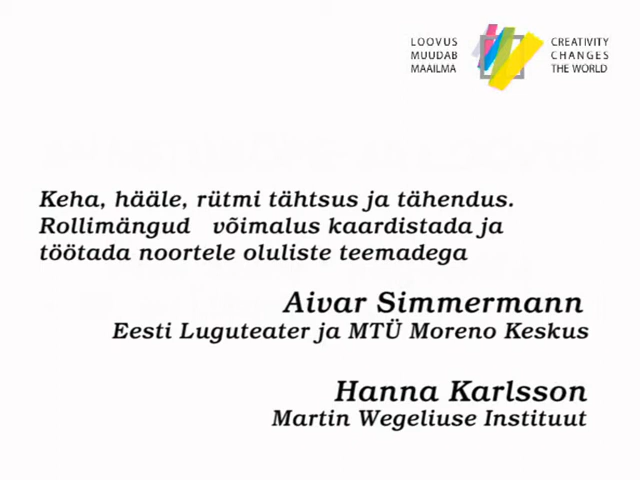 LOOVUS
MUUDAB
MAAILMA
CREATIVITY
CHANGES
THE WORLD
Keha, hääle, rütmi tähtsus ja tähendus.
Rollimängud võimalus kaardistada ja
töötada noortele oluliste teemadega
Aivar Simmermann
Eesti Luguteater ja MTÜ Moreno Keskus
Hanna Karlsson
Martin Wegeliuse Instituut